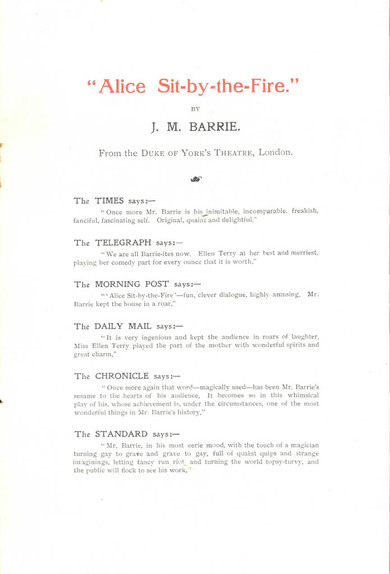 "Alice Sit-by-the-Fire."
BY
J. M. BARRIE.
From the DUKE OF YORK'S THEATRE, London.
The TIMES says:—
"Once more Mr. Barrie is his inimitable, incomparable, freakish,
fanciful, fascinating self. Original, quaint and delightful."
The TELEGRAPH says:—
"We are all Barrie-ites now. Ellen Terry at her best and merriest,
playing her comedy part for every ounce that it is worth."
The MORNING POST says:—
"'Alice Sit-by-the-Fire'—fun, clever dialogue, highly amusing. Mr.
Barrie kept the house in a roar."
The DAILY MAIL says:—
"It is very ingenious and kept the audience in roars of laughter.
Miss Ellen Terry played the part of the mother with wonderful spirits and
great charm."
The CHRONICLE says:—
"Once more again that word—magically used—has been Mr. Barrie's
sesame to the hearts of his audience. It becomes so in this whimsical
play of his, whose achievement is, under the circumstances, one of the most
wonderful things in Mr. Barrie's history."
The STANDARD says:—
"Mr. Barrie, in his most eerie mood, with the touch of a magician
turning gay to grave and grave to gay, full of quaint quips and strange
imaginings, letting fancy run riot, and turning the world topsy-turvy, and
the public will flock to see his work."